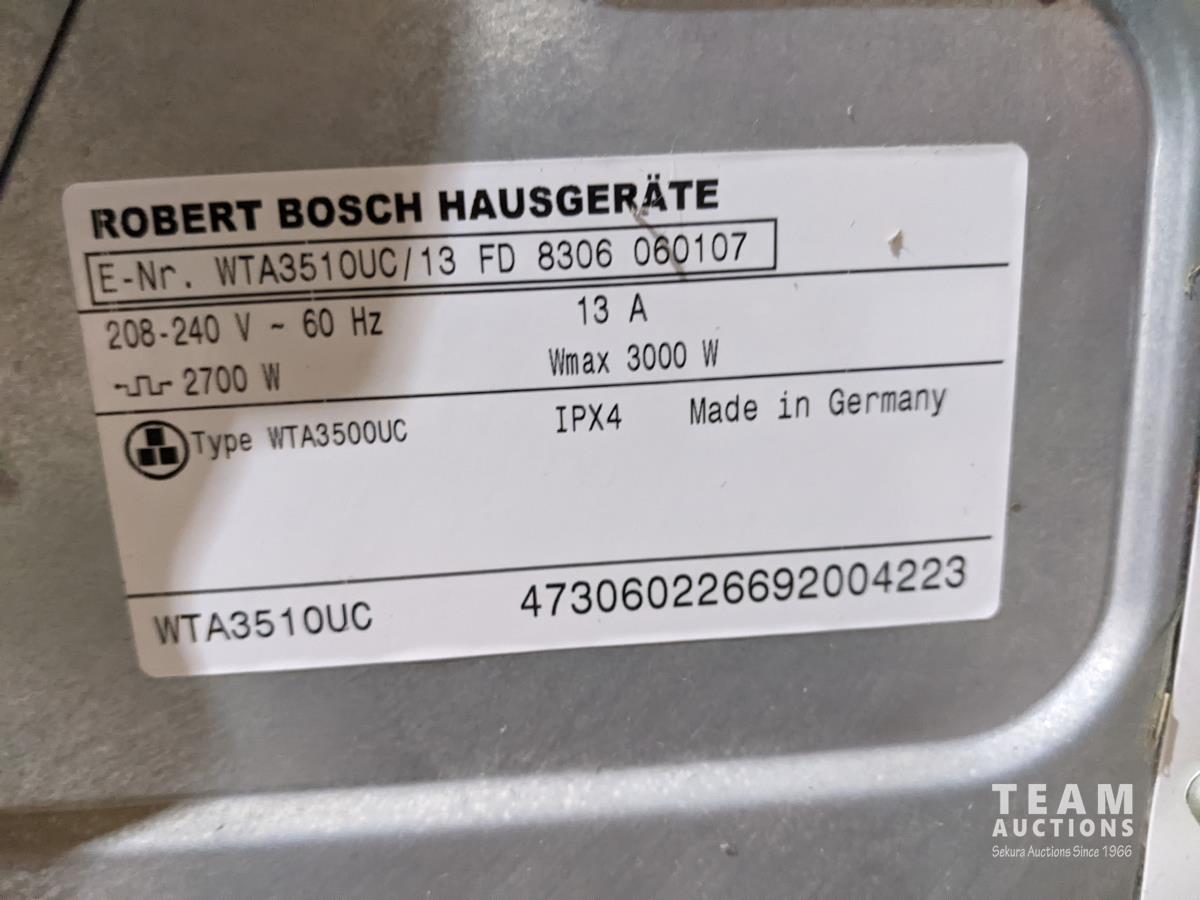 ROBERT BOSCH HAUSGERÄTE
E-Nr. WTA3510UC/13 FD 8306 060107
208-240 V ~ 60 Hz 13 A
2700 W Wmax 3000 W
Type WTA3500UC IPX4 Made in Germany
WTA3510UC 473060226692004223
TEAM
AUCTIONS
Sekura Auctions Since 1966